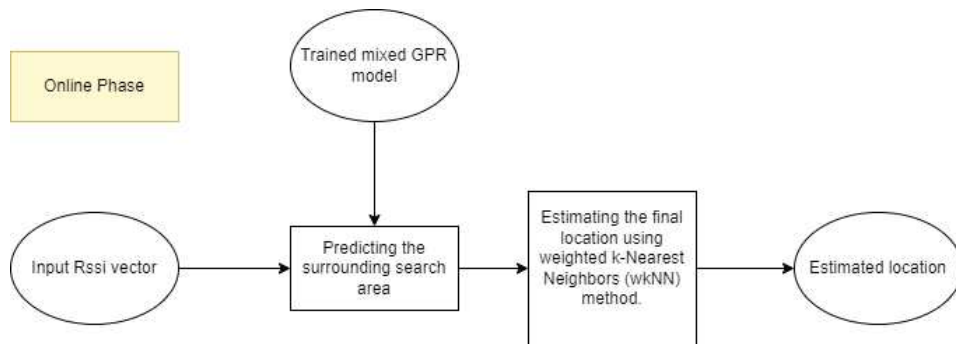 Trained mixed GPR
model
Online Phase
Input Rssi vector
Predicting the
surrounding search
area
Estimating the final
location using
weighted k-Nearest
Neighbors (wkNN)
method.
Estimated location